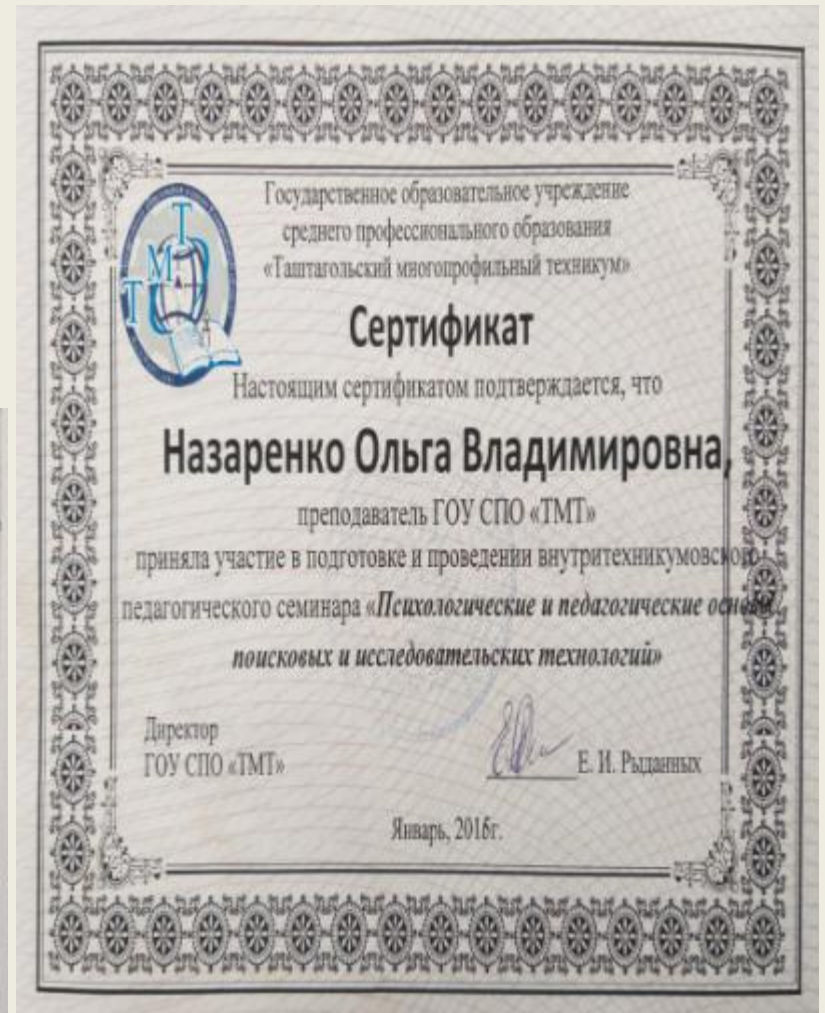 Государственное образовательное учреждение
среднего профессионального образования
«Таштагольский многопрофильный техникум»
Т
М
Т
Сертификат
Настоящим сертификатом подтверждается, что
Назаренко Ольга Владимировна,
преподаватель ГОУ СПО «ТМТ»
приняла участие в подготовке и проведении внутритехникумовского
педагогического семинара «Психологические и педагогические основы
поисковых и исследовательских технологий»
Директор
ГОУ СПО «ТМТ»
Е. И. Рыданных
Январь, 2016г.